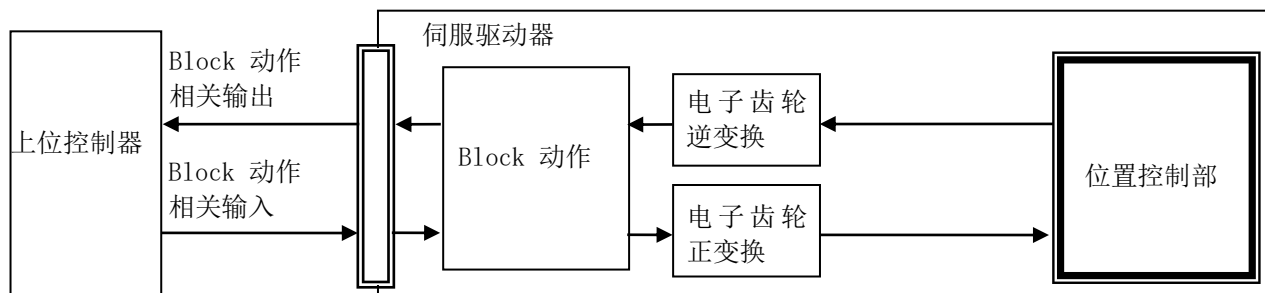 伺服驱动器
Block 动作
相关输出
上位控制器
Block 动作
相关输入
Block 动作
电子齿轮
逆变换
电子齿轮
正变换
位置控制部